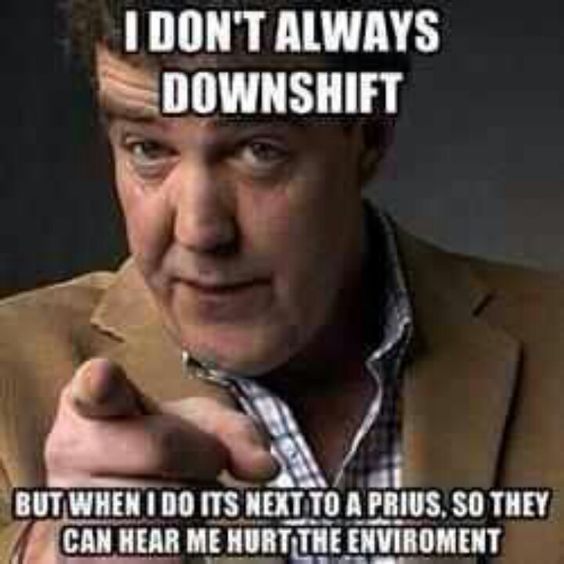 I DON'T ALWAYS
DOWNSHIFT
BUT WHEN I DO ITS NEXT TO A PRIUS, SO THEY
CAN HEAR ME HURT THE ENVIROMENT